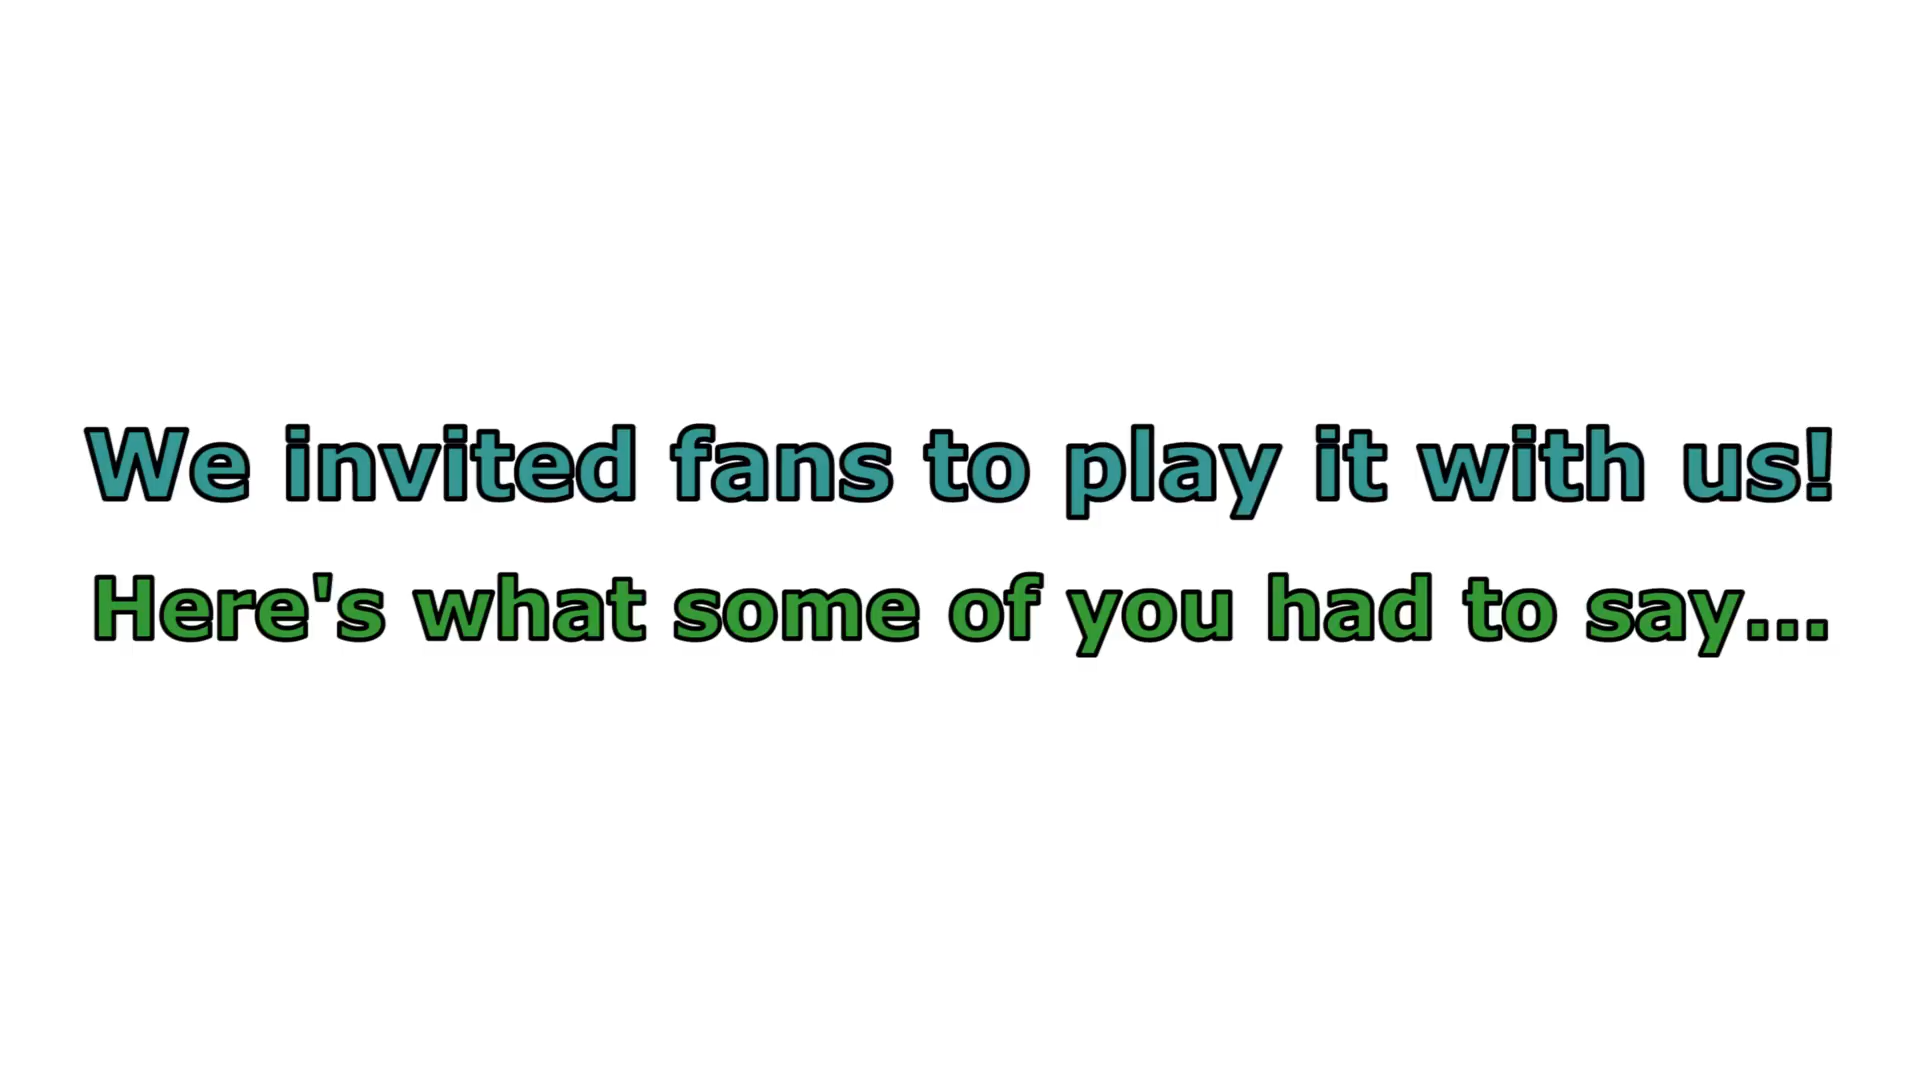 We invited fans to play it with us!
Here's what some of you had to say...